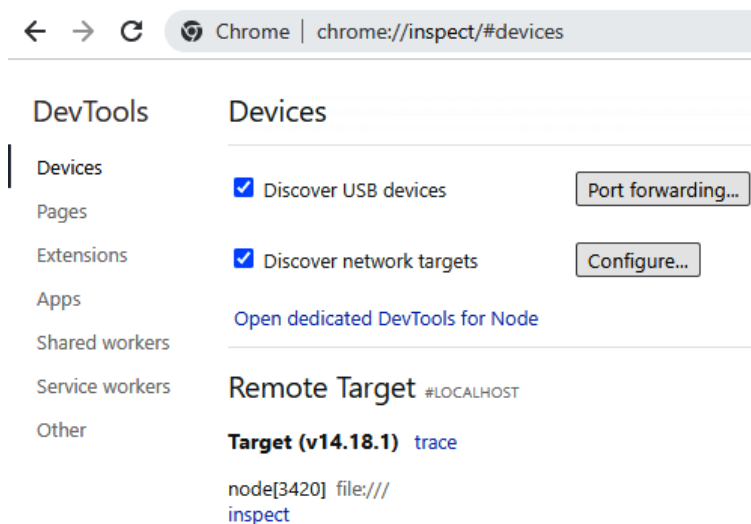 Chrome | chrome://inspect/#devices
DevTools
Devices
Pages
Extensions
Apps
Shared workers
Service workers
Other
Devices
Discover USB devices Port forwarding...
Discover network targets Configure...
Open dedicated DevTools for Node
Remote Target #LOCALHOST
Target (v14.18.1) trace
node[3420] file:///
inspect